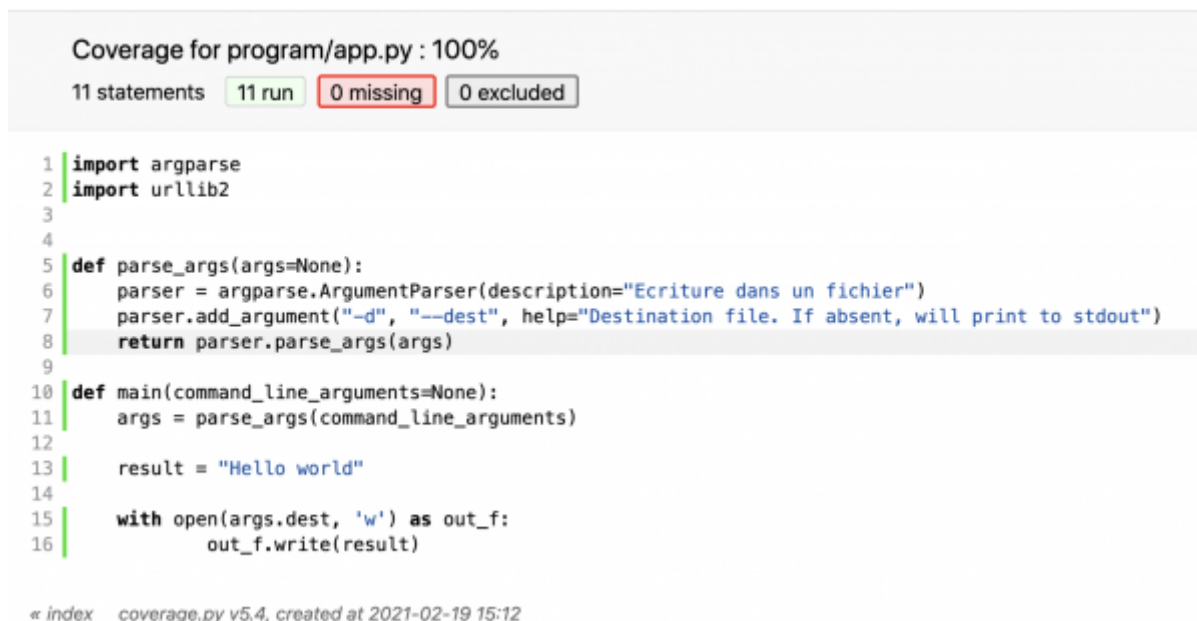 Coverage for program/app.py : 100%
11 statements 11 run 0 missing 0 excluded
1 import argparse
2 import urllib2
3
4
5 def parse_args(args=None):
6     parser = argparse.ArgumentParser(description="Ecriture dans un fichier")
7     parser.add_argument("-d", "--dest", help="Destination file. If absent, will print to stdout")
8     return parser.parse_args(args)
9
10 def main(command_line_arguments=None):
11     args = parse_args(command_line_arguments)
12
13     result = "Hello world"
14
15     with open(args.dest, 'w') as out_f:
16             out_f.write(result)
« index coverage.py v5.4, created at 2021-02-19 15:12